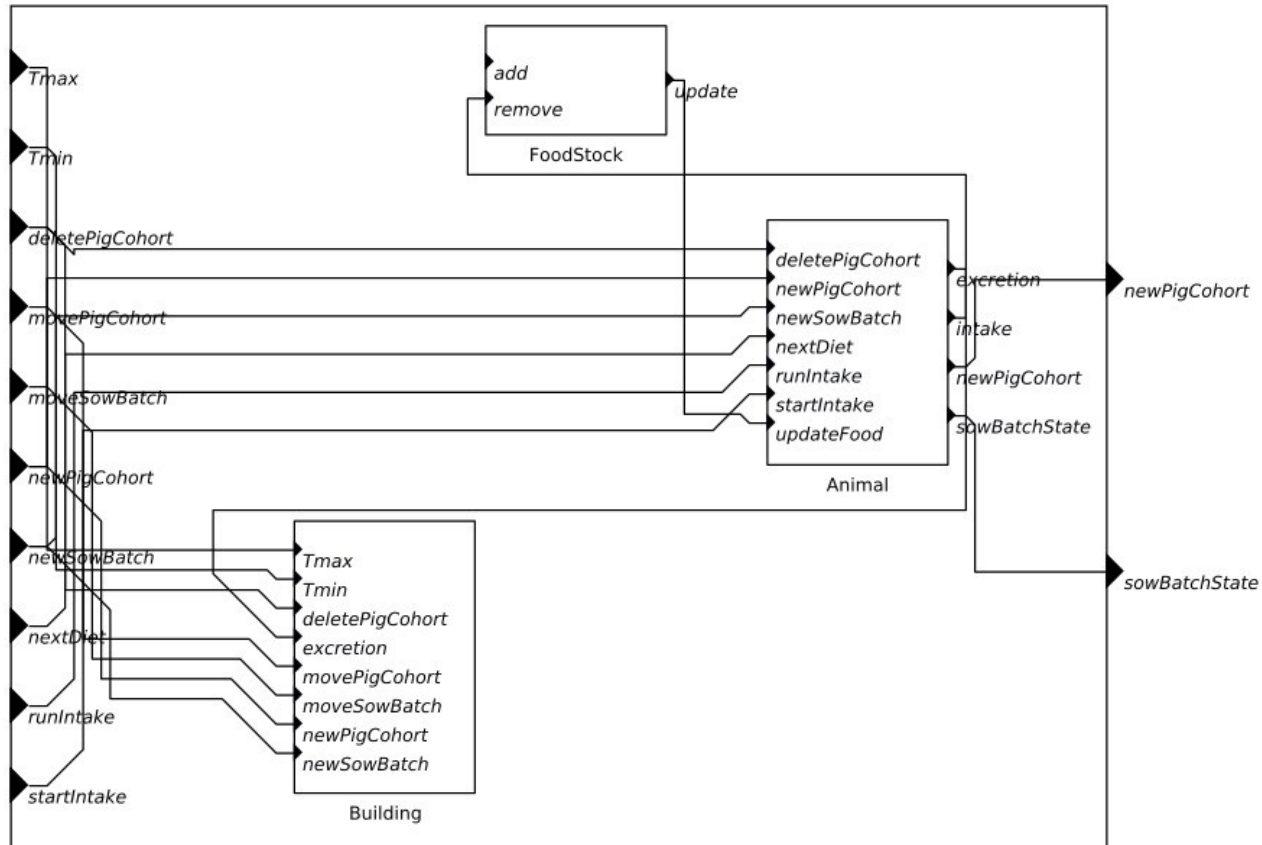 Tmax
Tmin
deletePigCohort
movePigCohort
moveSowBatch
newPigCohort
newSowBatch
nextDiet
runIntake
startIntake
add
remove
update
FoodStock
deletePigCohort
newPigCohort
newSowBatch
nextDiet
runIntake
startIntake
updateFood
excretion
intake
newPigCohort
sowBatchState
Animal
Tmax
Tmin
deletePigCohort
excretion
movePigCohort
moveSowBatch
newPigCohort
newSowBatch
Building
newPigCohort
sowBatchState